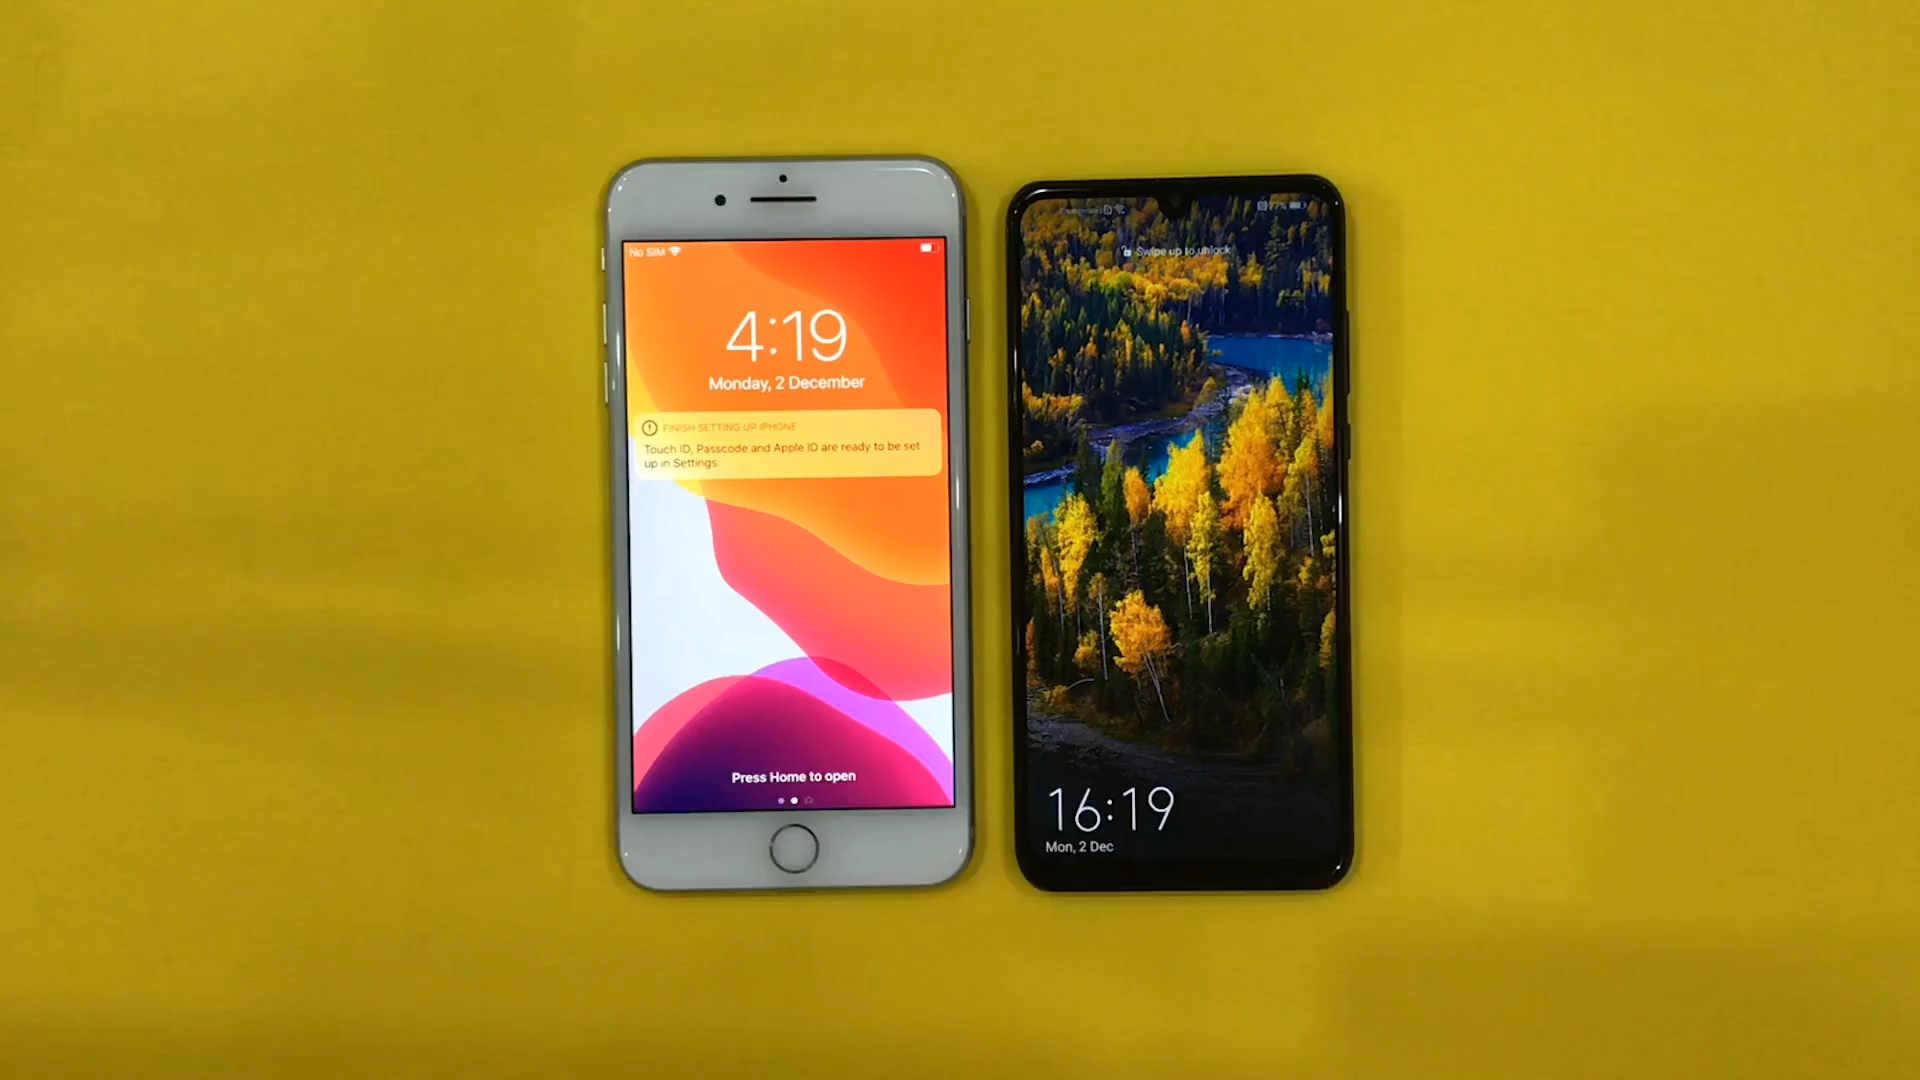 No SIM
4:19
Monday, 2 December
FINISH SETTING UP IPHONE
Touch ID, Passcode and Apple ID are ready to be set
up in Settings.
Press Home to open
77%
Swipe up to unlock
16:19
Mon, 2 Dec